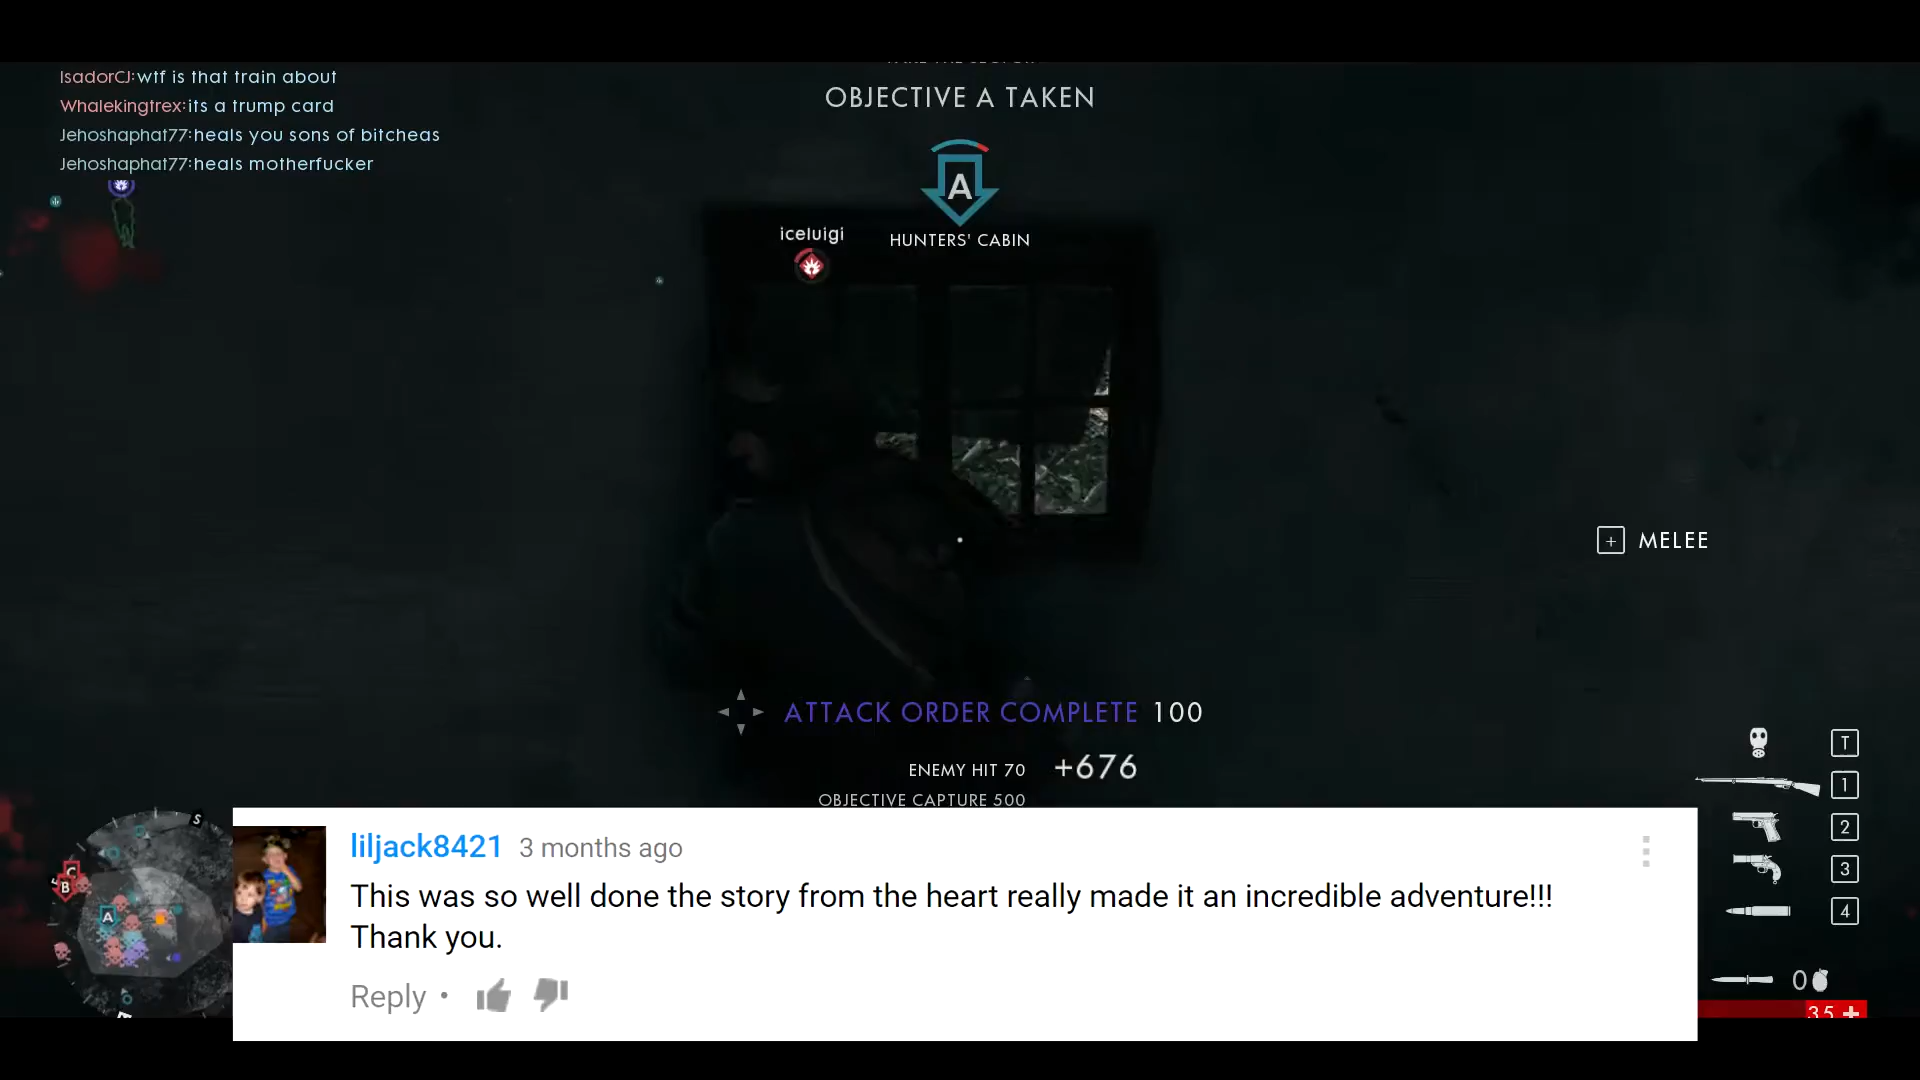 IsadorCJ:wtf is that train about
Whalekingtrex:its a trump card
Jehoshaphat77:heals you sons of bitcheas
Jehoshaphat77:heals motherfucker
OBJECTIVE A TAKEN
A
iceluigi
HUNTERS' CABIN
+ MELEE
ATTACK ORDER COMPLETE 100
ENEMY HIT 70 +676
OBJECTIVE CAPTURE 500
T
1
2
3
4
0
35
S
C
B
A
liljack8421 3 months ago
This was so well done the story from the heart really made it an incredible adventure!!!
Thank you.
Reply •